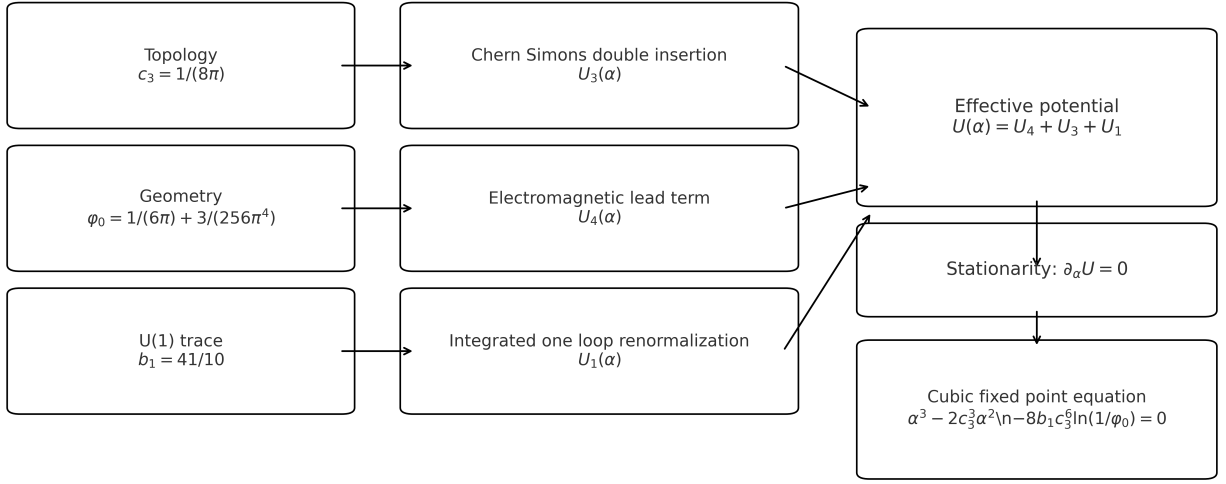 Topology
c₃ = 1/(8π)
Chern Simons double insertion
U₃(α)
Effective potential
U(α) = U₄ + U₃ + U₁
Geometry
φ₀ = 1/(6π) + 3/(256π⁴)
Electromagnetic lead term
U₄(α)
Stationarity: ∂αU = 0
U(1) trace
b₁ = 41/10
Integrated one loop renormalization
U₁(α)
Cubic fixed point equation
α³ − 2c₃³α²\n−8b₁c₃⁶ln(1/φ₀) = 0